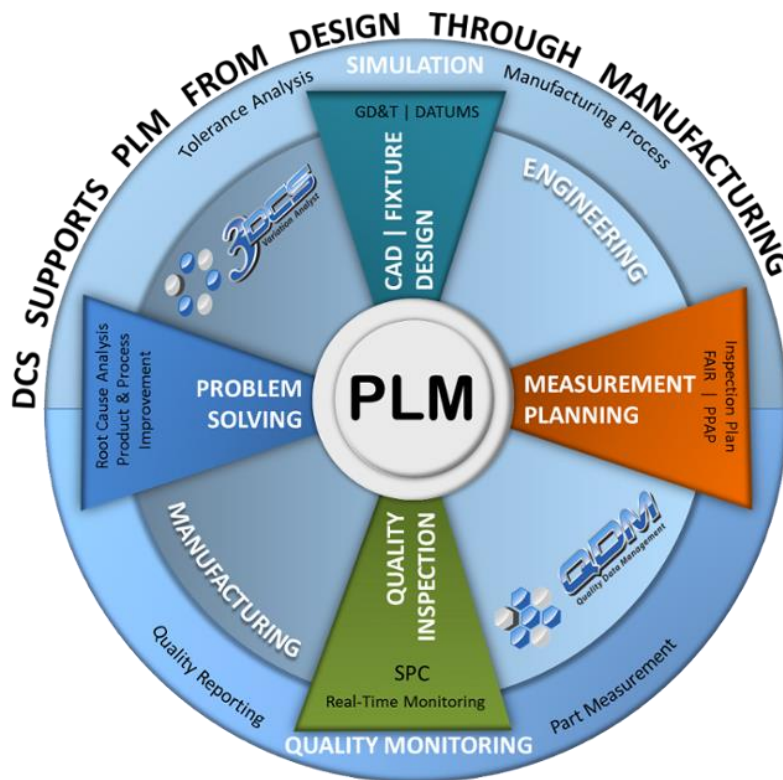 DCS SUPPORTS PLM FROM DESIGN THROUGH MANUFACTURING
SIMULATION
Tolerance Analysis
Manufacturing Process
GD&T | DATUMS
CAD | FIXTURE
DESIGN
3DCS
Variation Analyst
ENGINEERING
Root Cause Analysis
Product & Process
Improvement
PROBLEM
SOLVING
PLM
MEASUREMENT
PLANNING
Inspection Plan
FAIR | PPAP
MANUFACTURING
QUALITY
INSPECTION
QDM
Quality Data Management
SPC
Real-Time Monitoring
Quality Reporting
Part Measurement
QUALITY MONITORING